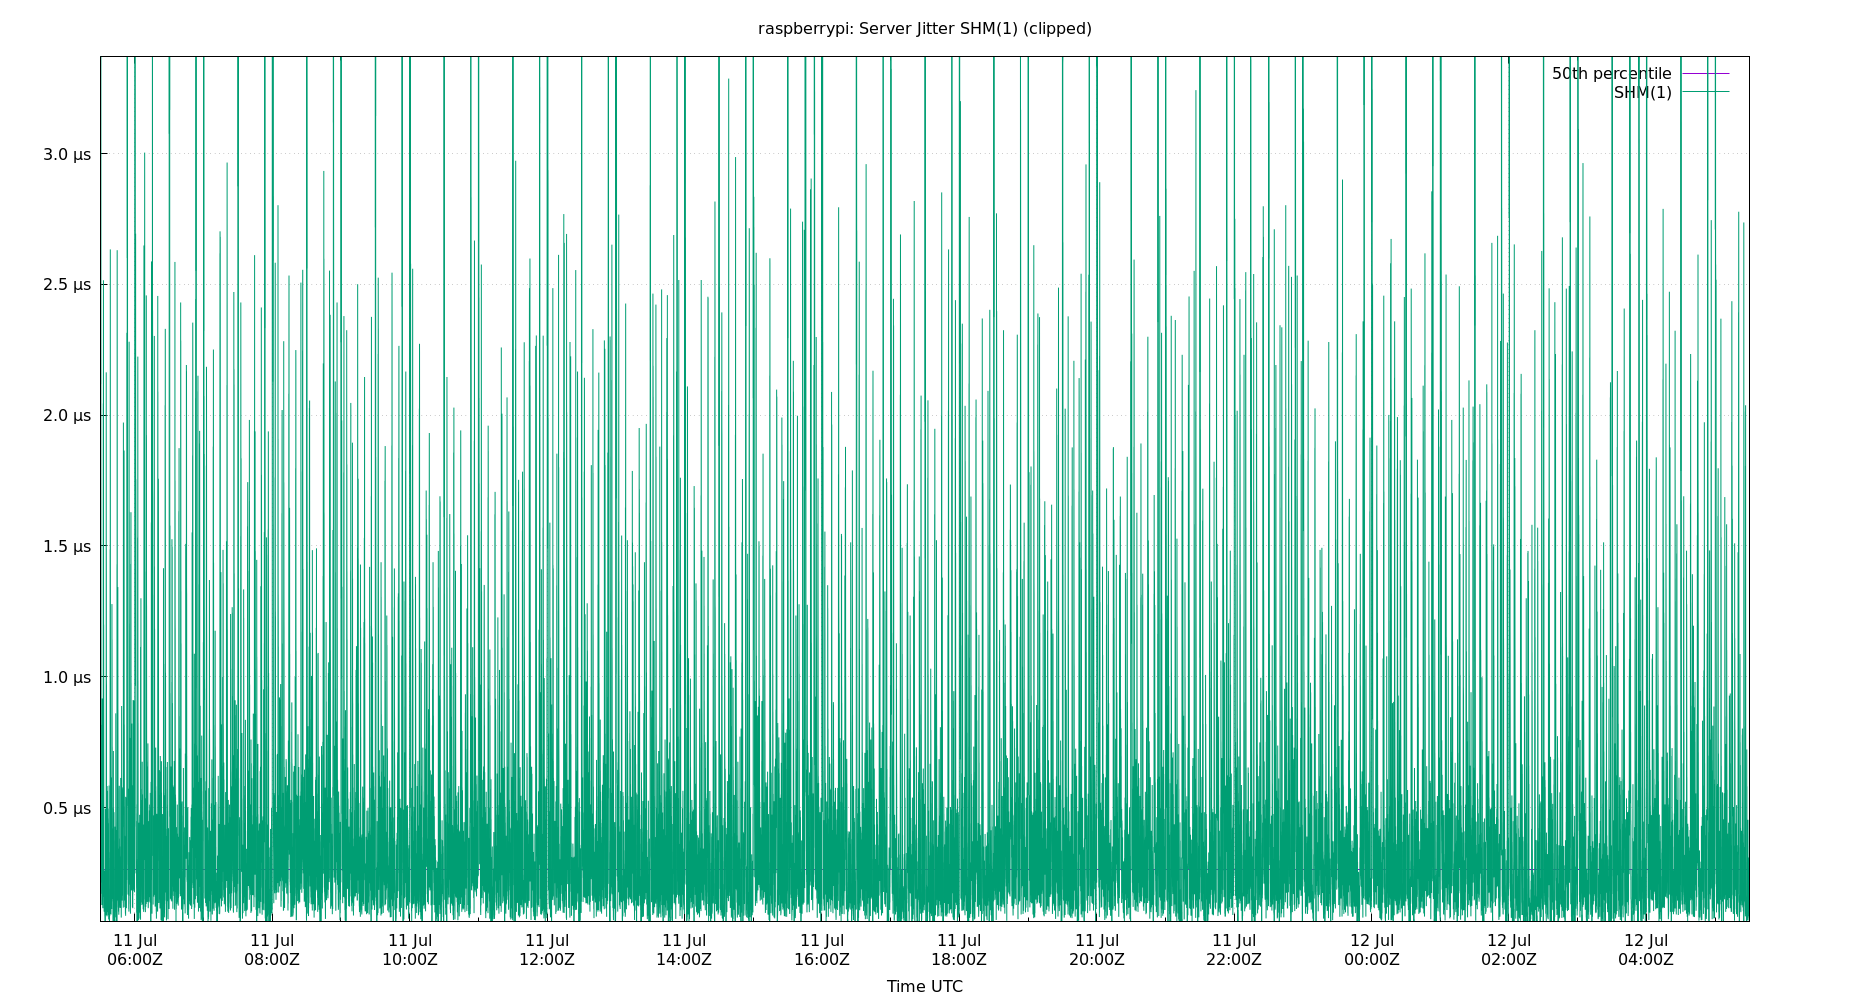 raspberrypi: Server Jitter SHM(1) (clipped)
50th percentile
SHM(1)
3.0 µs
2.5 µs
2.0 µs
1.5 µs
1.0 µs
0.5 µs
11 Jul 11 Jul 11 Jul 11 Jul 11 Jul 11 Jul 11 Jul 11 Jul 11 Jul 12 Jul 12 Jul 12 Jul
06:00Z 08:00Z 10:00Z 12:00Z 14:00Z 16:00Z 18:00Z 20:00Z 22:00Z 00:00Z 02:00Z 04:00Z
Time UTC